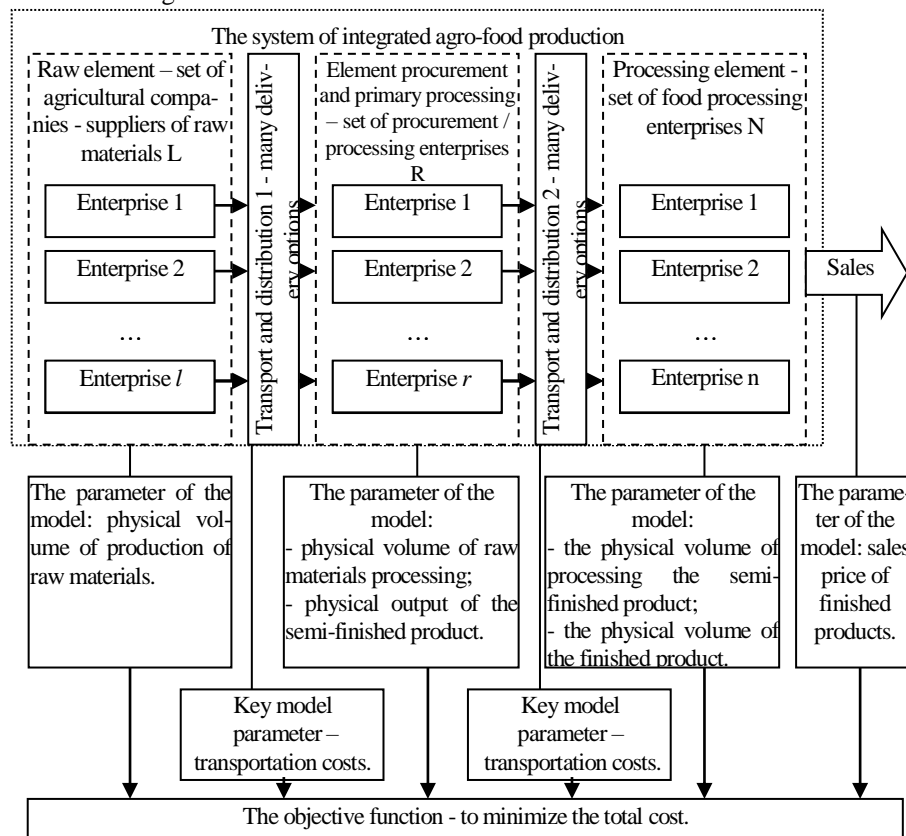 The system of integrated agro-food production
Raw element – set of
agricultural compa-
nies - suppliers of raw
materials L
Enterprise 1
Enterprise 2
…
Enterprise l
Transport and distribution 1 - many deliv-
ery options
Element procurement
and primary processing
– set of procurement /
processing enterprises
R
Enterprise 1
Enterprise 2
…
Enterprise r
Transport and distribution 2 - many deliv-
ery options
Processing element -
set of food processing
enterprises N
Enterprise 1
Enterprise 2
…
Enterprise n
Sales
The parameter of the
model: physical vol-
ume of production of
raw materials.
The parameter of the
model:
- physical volume of raw
materials processing;
- physical output of the
semi-finished product.
The parameter of the
model:
- the physical volume of
processing the semi-
finished product;
- the physical volume of
the finished product.
The parame-
ter of the
model: sales
price of
finished
products.
Key model
parameter –
transportation costs.
Key model
parameter –
transportation costs.
The objective function - to minimize the total cost.